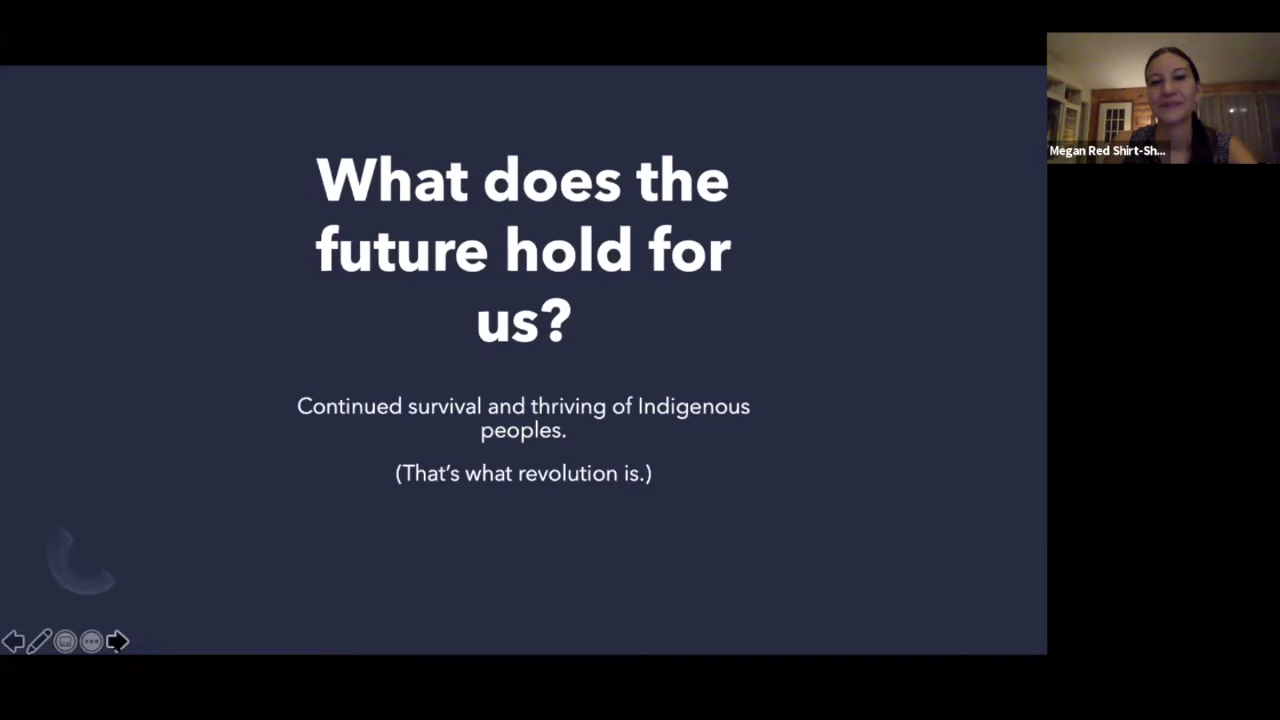 What does the
future hold for
us?
Continued survival and thriving of Indigenous
peoples.
(That’s what revolution is.)
Megan Red Shirt-Sh...